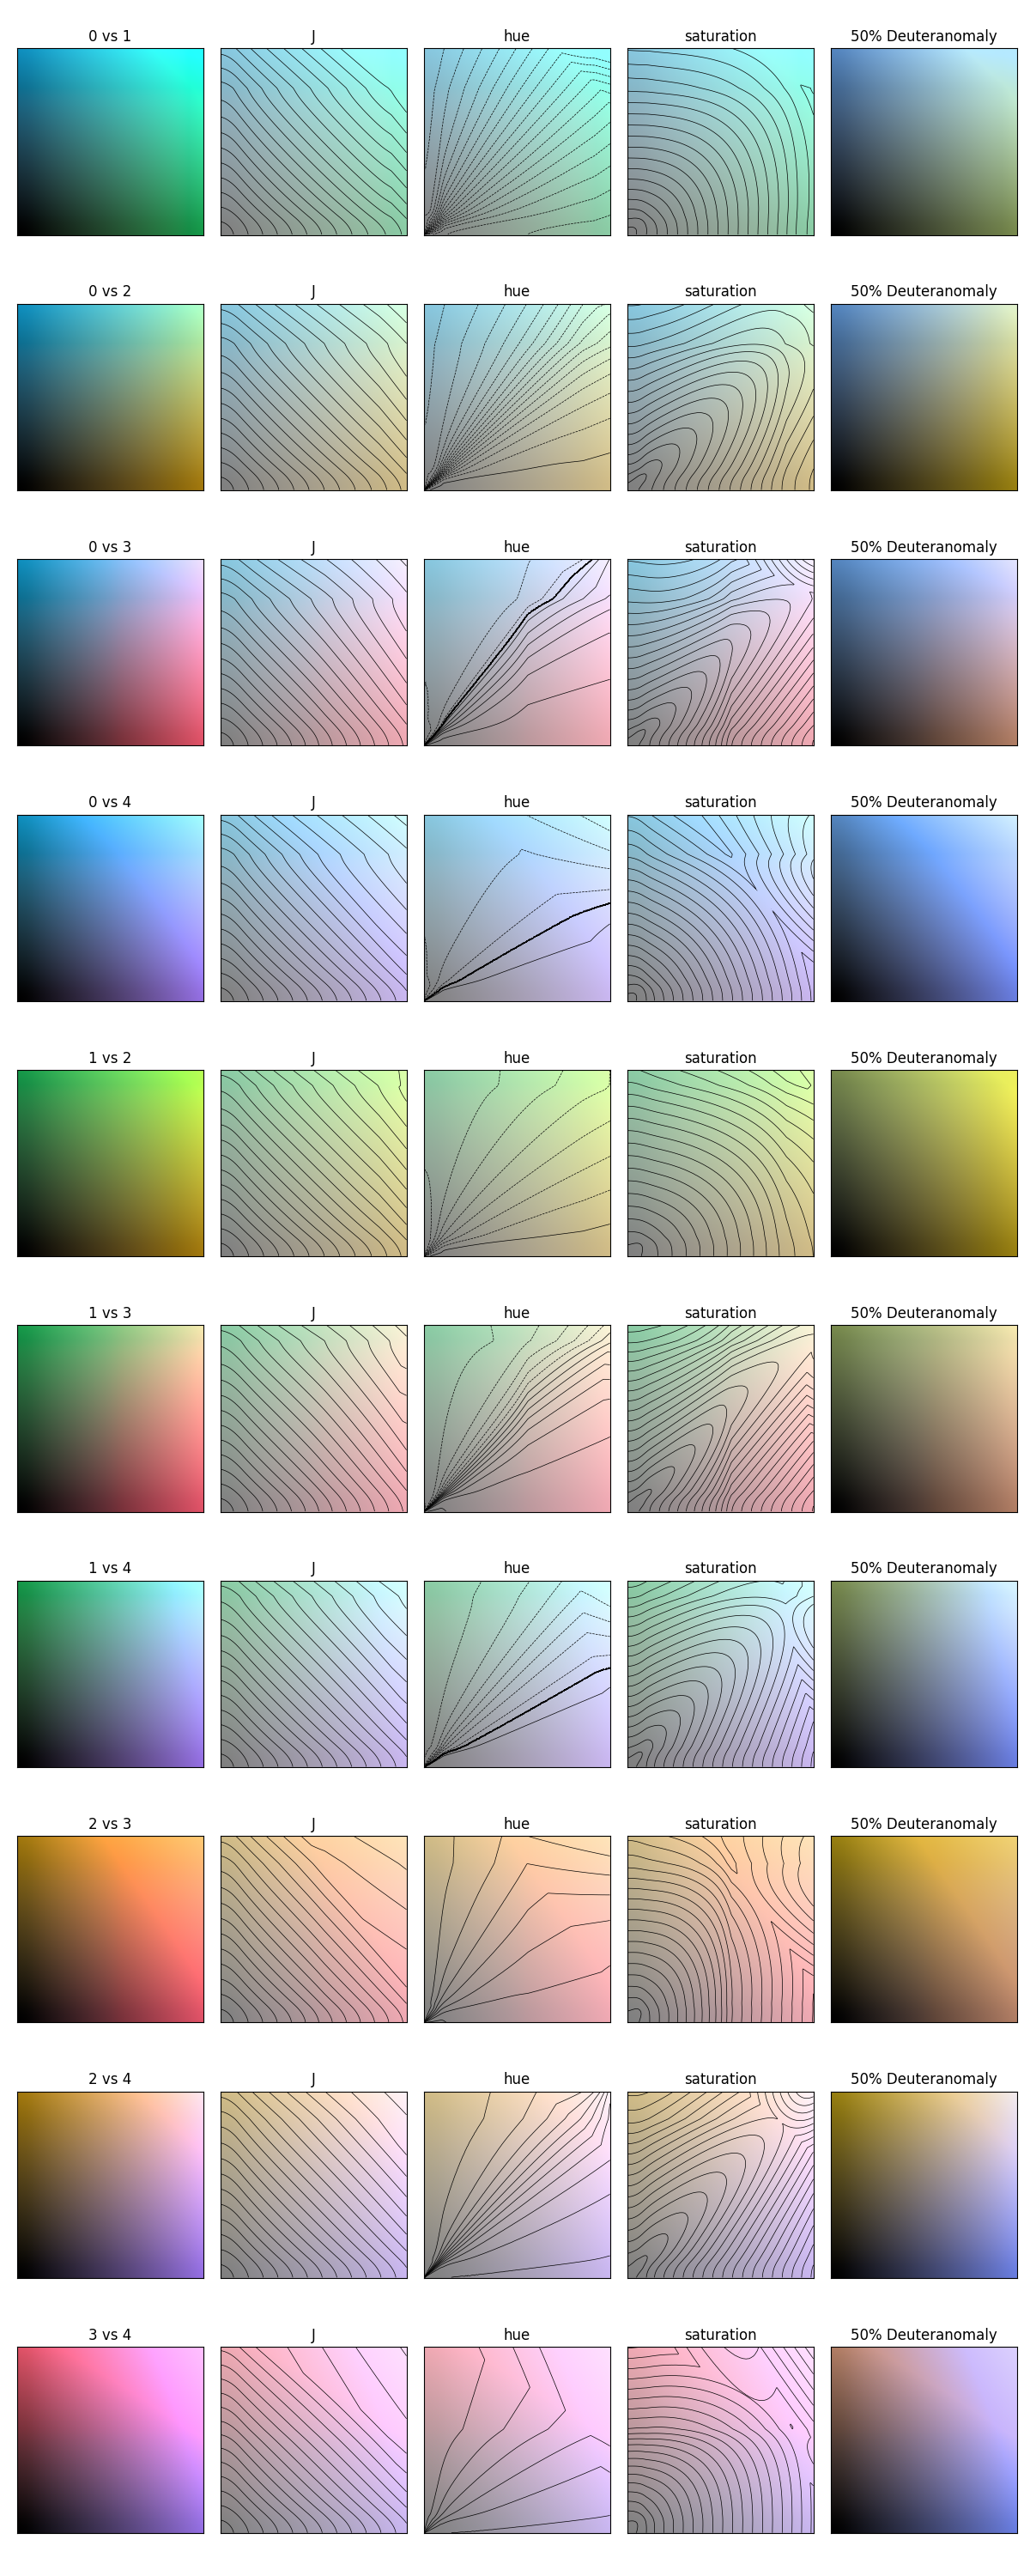 0 vs 1 J hue saturation 50% Deuteranomaly
0 vs 2 J hue saturation 50% Deuteranomaly
0 vs 3 J hue saturation 50% Deuteranomaly
0 vs 4 J hue saturation 50% Deuteranomaly
1 vs 2 J hue saturation 50% Deuteranomaly
1 vs 3 J hue saturation 50% Deuteranomaly
1 vs 4 J hue saturation 50% Deuteranomaly
2 vs 3 J hue saturation 50% Deuteranomaly
2 vs 4 J hue saturation 50% Deuteranomaly
3 vs 4 J hue saturation 50% Deuteranomaly